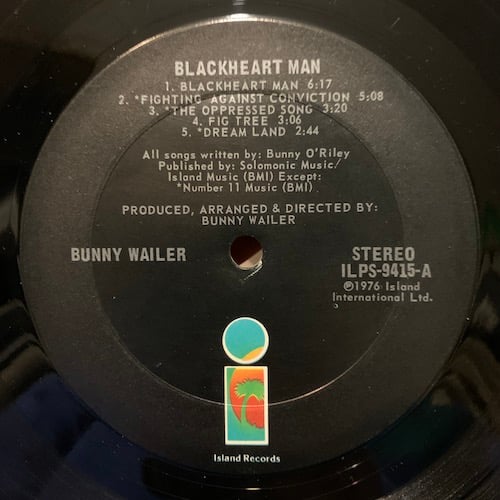 BLACKHEART MAN
1. BLACKHEART MAN 6:17
2. *FIGHTING AGAINST CONVICTION 5:08
3. *THE OPPRESSED SONG 3:20
4. FIG TREE 3:06
5. *DREAM LAND 2:44
All songs written by: Bunny O'Riley
Published by: Solomonic Music/
Island Music (BMI) Except:
*Number 11 Music (BMI)
PRODUCED, ARRANGED & DIRECTED BY:
BUNNY WAILER
BUNNY WAILER
STEREO
ILPS-9415-A
℗1976 Island
International Ltd.
i
Island Records